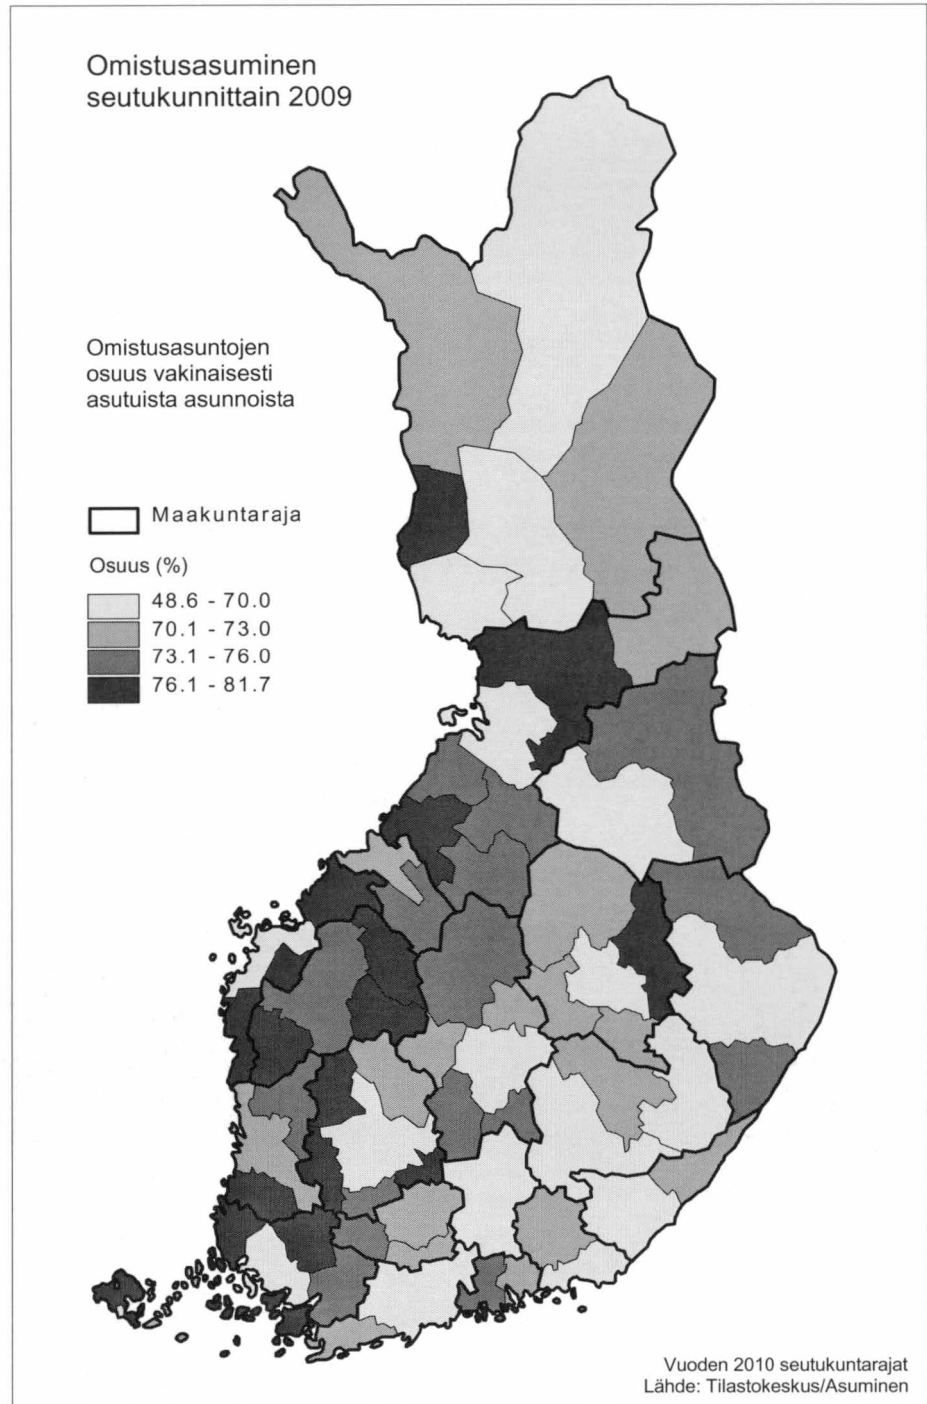 Omistusasuminen
seutukunnittain 2009
Omistusasuntojen
osuus vakinaisesti
asutuista asunnoista
Maakuntaraja
Osuus (%)
48.6 - 70.0
70.1 - 73.0
73.1 - 76.0
76.1 - 81.7
Vuoden 2010 seutukuntarajat
Lähde: Tilastokeskus/Asuminen